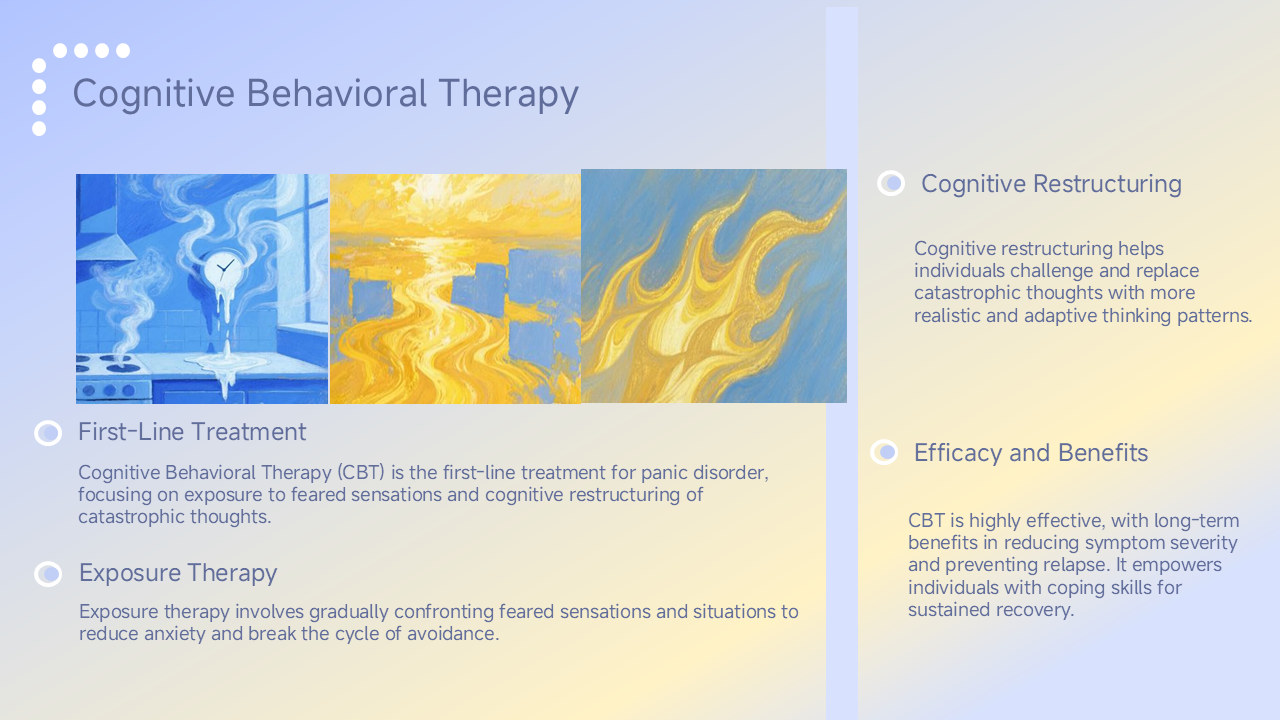 Cognitive Behavioral Therapy
First-Line Treatment
Cognitive Behavioral Therapy (CBT) is the first-line treatment for panic disorder,
focusing on exposure to feared sensations and cognitive restructuring of
catastrophic thoughts.
Exposure Therapy
Exposure therapy involves gradually confronting feared sensations and situations to
reduce anxiety and break the cycle of avoidance.
Cognitive Restructuring
Cognitive restructuring helps
individuals challenge and replace
catastrophic thoughts with more
realistic and adaptive thinking patterns.
Efficacy and Benefits
CBT is highly effective, with long-term
benefits in reducing symptom severity
and preventing relapse. It empowers
individuals with coping skills for
sustained recovery.